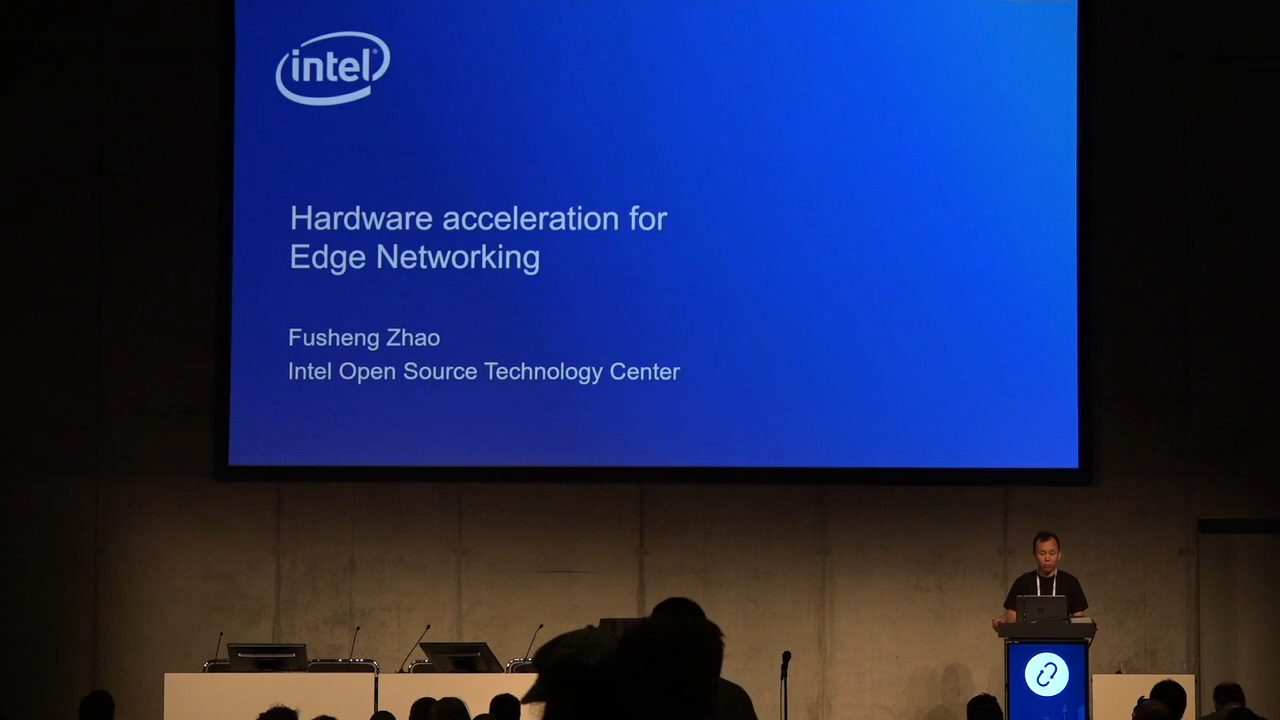 intel
Hardware acceleration for
Edge Networking
Fusheng Zhao
Intel Open Source Technology Center